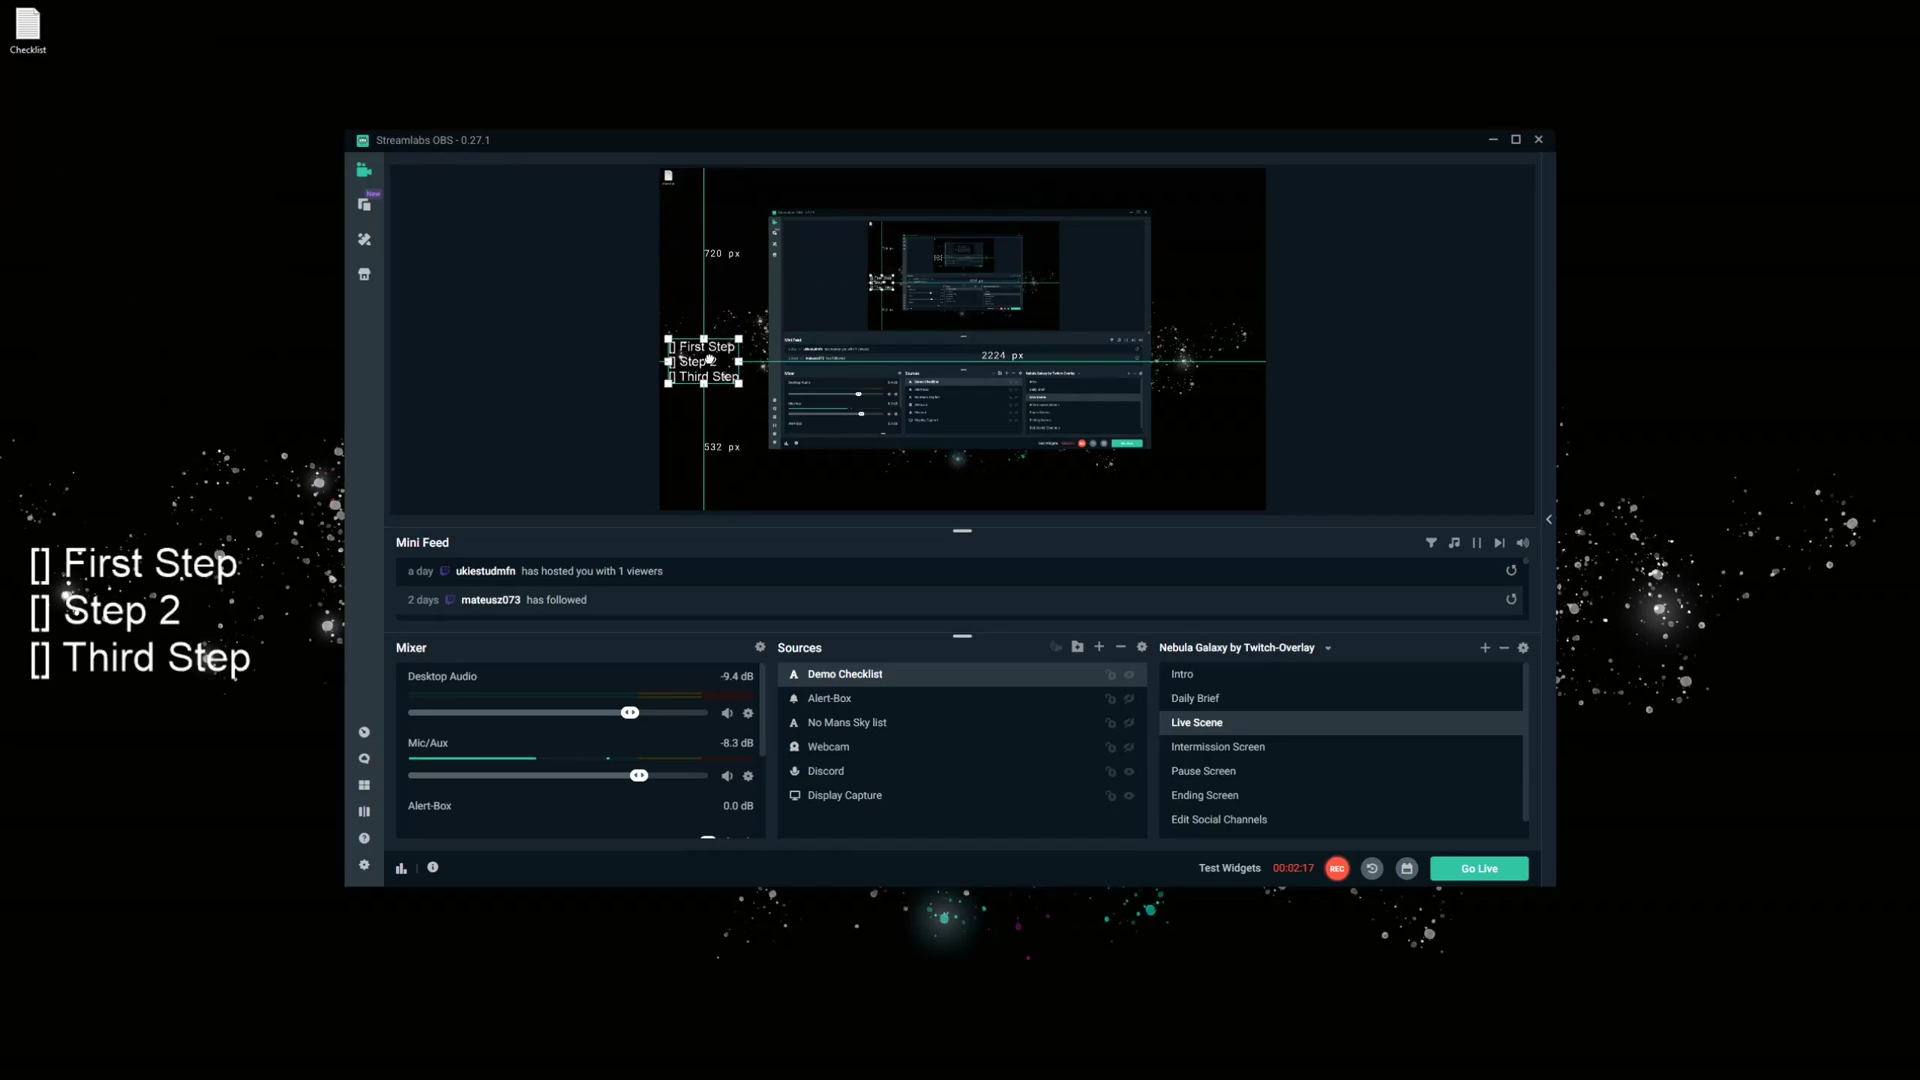 Checklist
Streamlabs OBS - 0.27.1
New
720 px
[] First Step
[] Step 2
[] Third Step
2224 px
532 px
Mini Feed
a day ukiestudmfn has hosted you with 1 viewers
2 days mateusz073 has followed
[] First Step
[] Step 2
[] Third Step
Mixer
Desktop Audio -9.4 dB
Mic/Aux -8.3 dB
Alert-Box 0.0 dB
Sources
Demo Checklist
Alert-Box
No Mans Sky list
Webcam
Discord
Display Capture
Nebula Galaxy by Twitch-Overlay
Intro
Daily Brief
Live Scene
Intermission Screen
Pause Screen
Ending Screen
Edit Social Channels
Test Widgets 00:02:17 REC Go Live